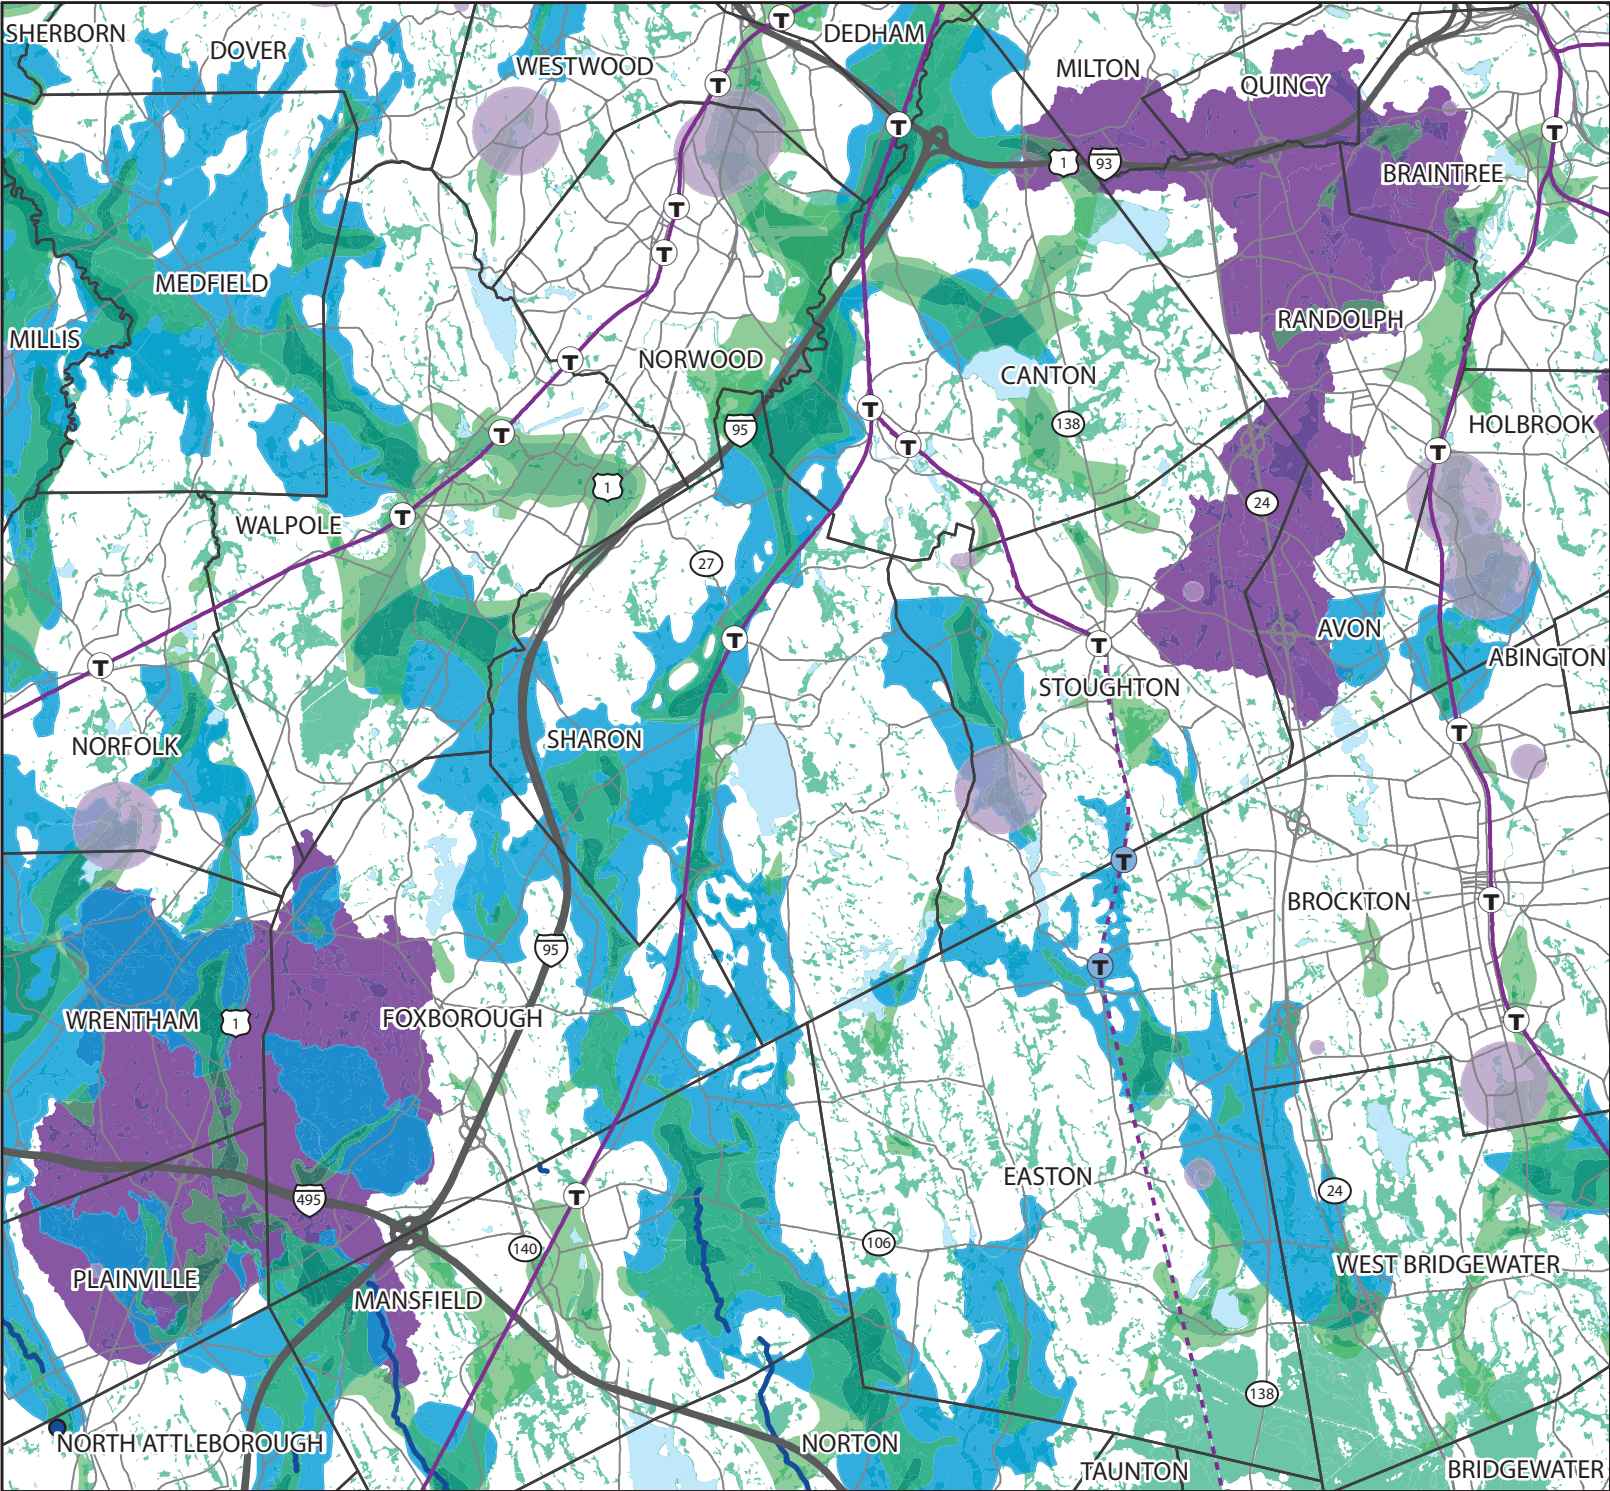 SHERBORN
DOVER
WESTWOOD
T
DEDHAM
MILTON
QUINCY
T
T
T
1
93
BRAINTREE
T
T
MEDFIELD
RANDOLPH
MILLIS
NORWOOD
T
CANTON
T
138
HOLBROOK
95
T
T
T
1
24
T
WALPOLE
27
AVON
T
T
ABINGTON
T
STOUGHTON
NORFOLK
SHARON
T
T
BROCKTON
T
95
T
WRENTHAM
1
FOXBOROUGH
T
EASTON
495
T
24
140
106
PLAINVILLE
WEST BRIDGEWATER
MANSFIELD
138
NORTH ATTLEBOROUGH
NORTON
TAUNTON
BRIDGEWATER